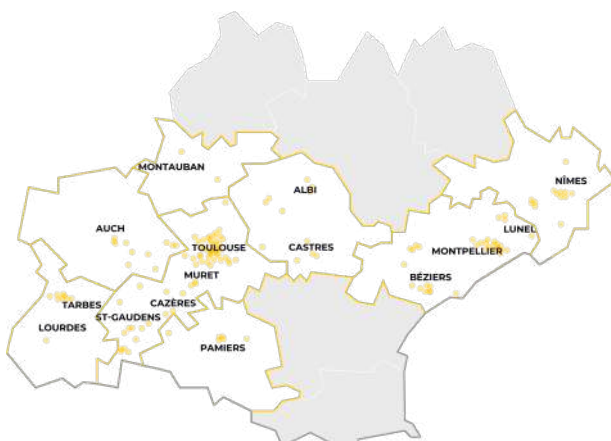 MONTAUBAN
ALBI
NÎMES
AUCH
LUNEL
TOULOUSE
CASTRES
MONTPELLIER
MURET
BÉZIERS
TARBES
CAZÈRES
ST-GAUDENS
LOURDES
PAMIERS